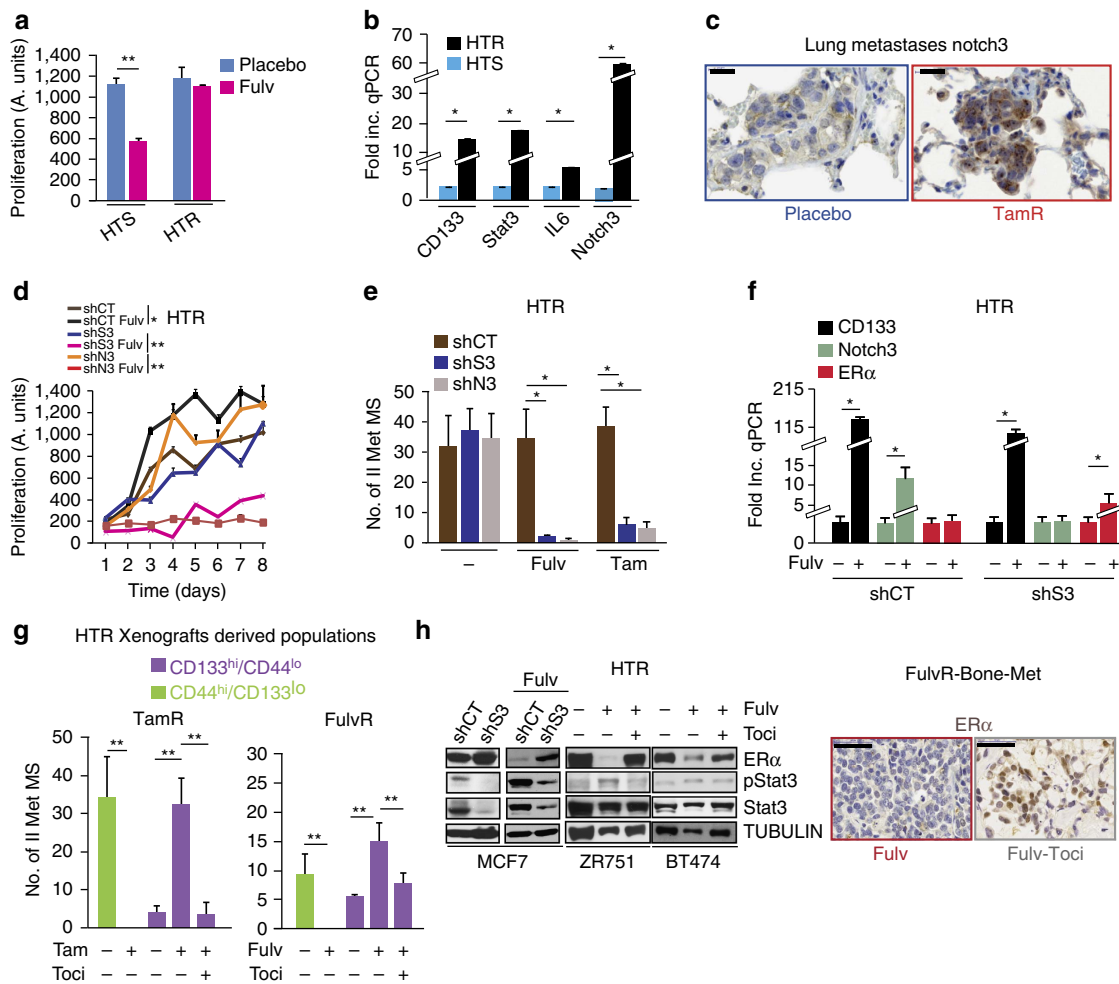 a
Proliferation (A. units)
1,400
1,200
1,000
800
600
400
200
0
**
Placebo
Fulv
HTS
HTR
b
Fold inc. qPCR
70
60
50
20
10
5
0
HTR
HTS
*
*
*
*
CD133
Stat3
IL6
Notch3
c
Lung metastases notch3
Placebo
TamR
d
shCT
shCT Fulv
*
shS3
shS3 Fulv
**
shN3
shN3 Fulv
**
HTR
Proliferation (A. units)
1,400
1,200
1,000
800
600
400
200
0
1 2 3 4 5 6 7 8
Time (days)
e
HTR
shCT
shS3
shN3
No. of II Met MS
50
40
30
20
10
0
*
*
*
*
–
Fulv
Tam
f
HTR
CD133
Notch3
ERα
Fold Inc. qPCR
215
115
15
10
5
0
*
*
*
*
Fulv – + – + – + – + – + – +
shCT
shS3
g
HTR Xenografts derived populations
CD133hi/CD44lo
CD44hi/CD133lo
TamR
No. of II Met MS
50
40
30
20
10
0
**
**
**
Tam – + – + +
Toci – – – – +
FulvR
30
25
20
15
10
5
0
**
**
**
Fulv – + – + +
Toci – – – – +
h
HTR
Fulv
shCT
shS3
shCT
shS3
– + + – + + Fulv
– – + – – + Toci
ERα
pStat3
Stat3
TUBULIN
MCF7
ZR751
BT474
FulvR-Bone-Met
ERα
Fulv
Fulv-Toci